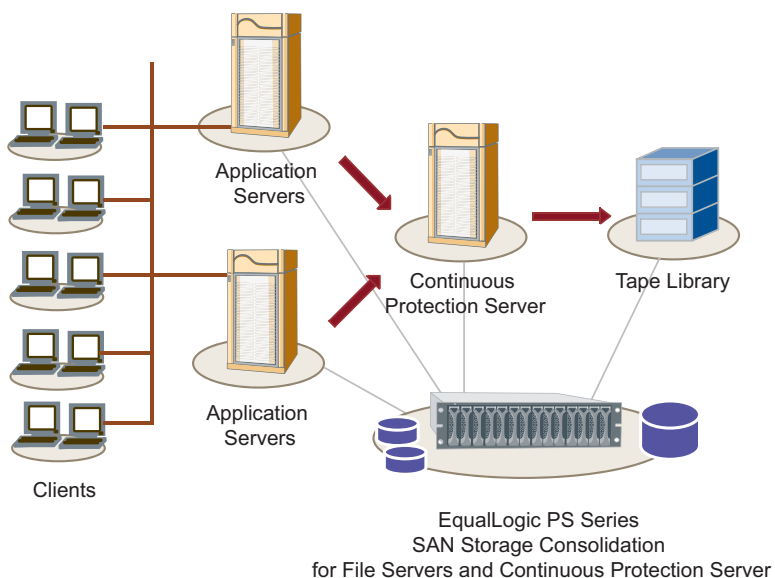 Application
Servers
Continuous
Protection Server
Tape Library
Application
Servers
Clients
EqualLogic PS Series
SAN Storage Consolidation
for File Servers and Continuous Protection Server